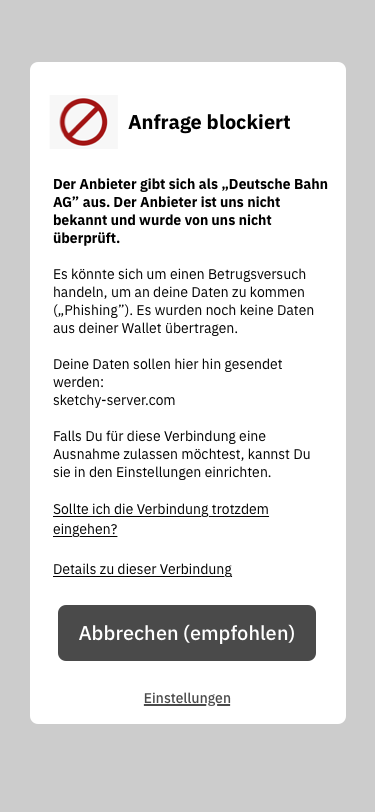 Anfrage blockiert
Der Anbieter gibt sich als „Deutsche Bahn
AG” aus. Der Anbieter ist uns nicht
bekannt und wurde von uns nicht
überprüft.
Es könnte sich um einen Betrugsversuch
handeln, um an deine Daten zu kommen
(„Phishing”). Es wurden noch keine Daten
aus deiner Wallet übertragen.
Deine Daten sollen hier hin gesendet
werden:
sketchy-server.com
Falls Du für diese Verbindung eine
Ausnahme zulassen möchtest, kannst Du
sie in den Einstellungen einrichten.
Sollte ich die Verbindung trotzdem
eingehen?
Details zu dieser Verbindung
Abbrechen (empfohlen)
Einstellungen